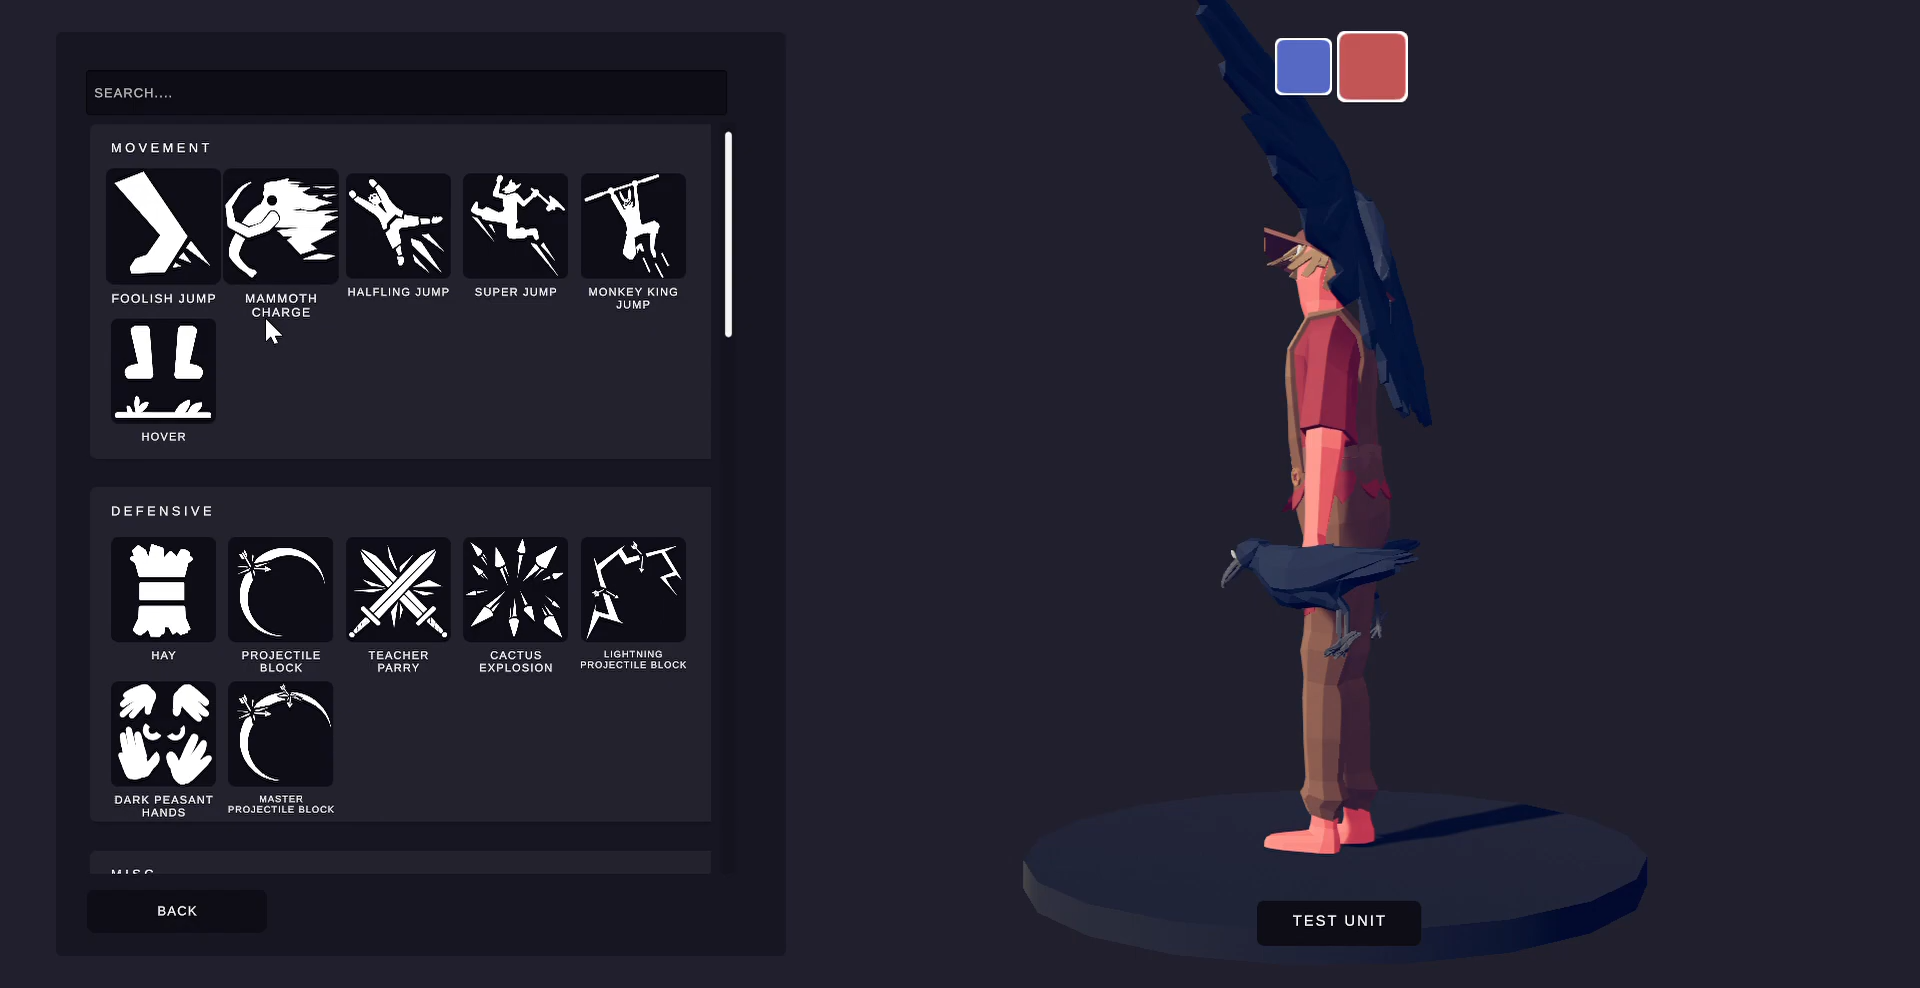 SEARCH....
MOVEMENT
FOOLISH JUMP
MAMMOTH
CHARGE
HALFLING JUMP
SUPER JUMP
MONKEY KING
JUMP
HOVER
DEFENSIVE
HAY
PROJECTILE
BLOCK
TEACHER
PARRY
CACTUS
EXPLOSION
LIGHTNING
PROJECTILE BLOCK
DARK PEASANT
HANDS
MASTER
PROJECTILE BLOCK
MISC
BACK
TEST UNIT